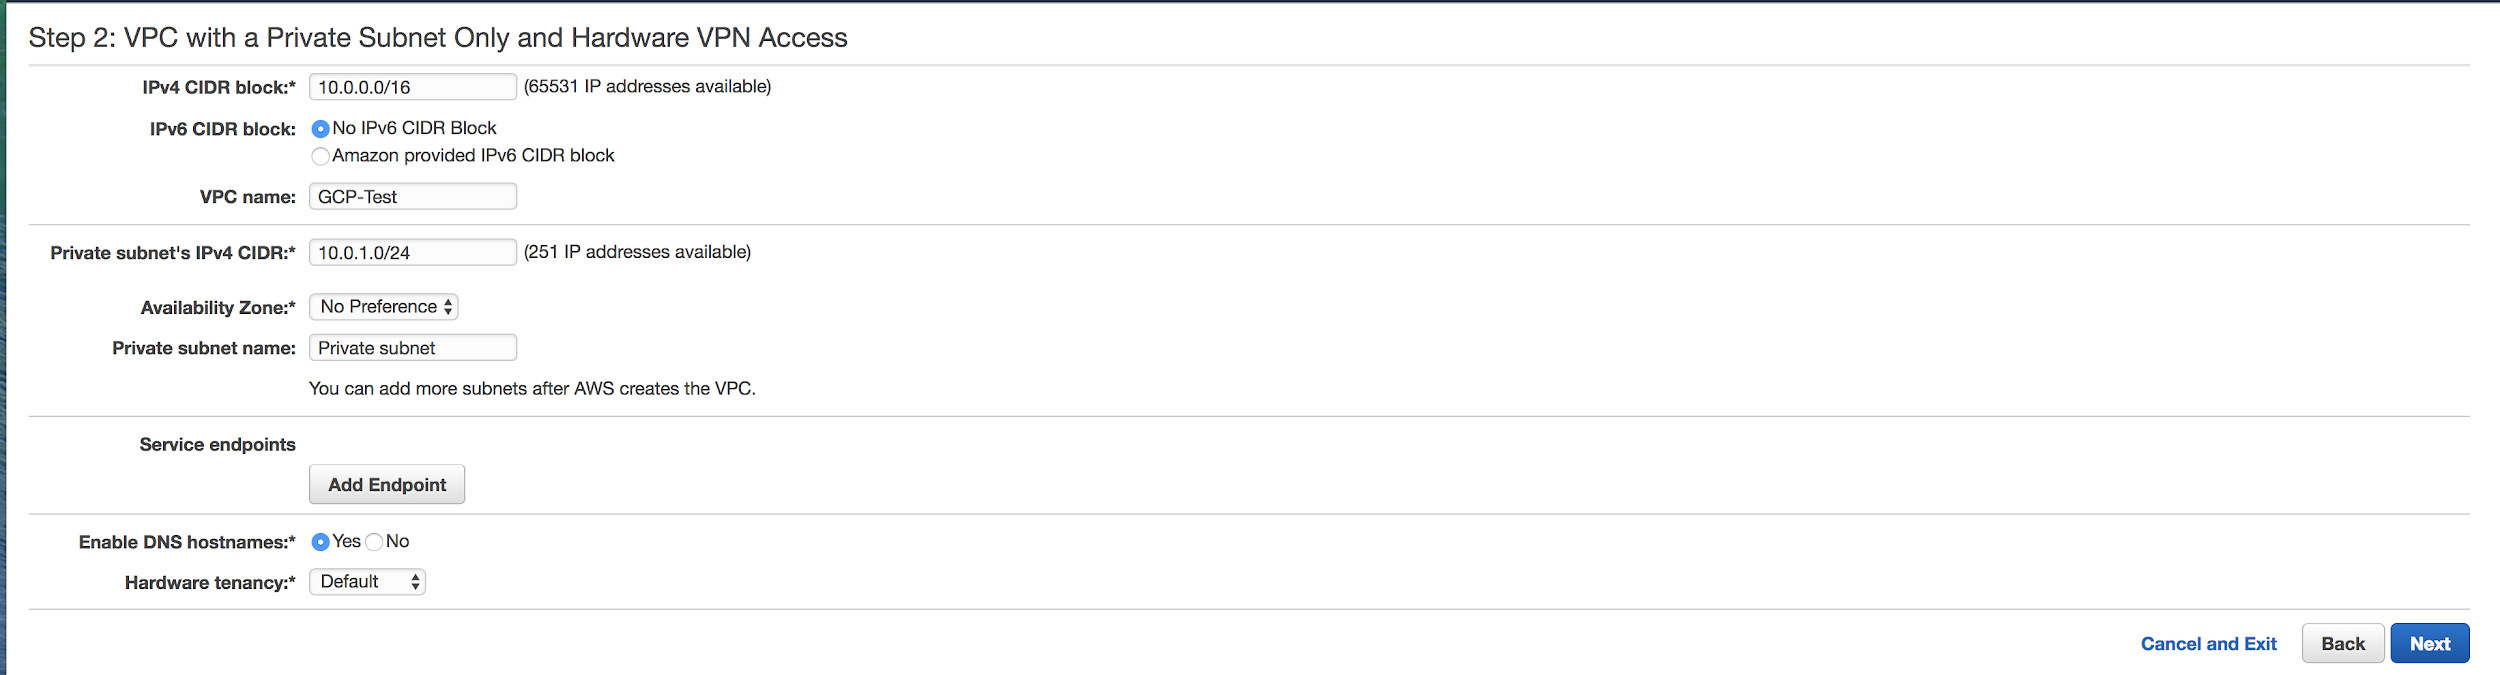 Step 2: VPC with a Private Subnet Only and Hardware VPN Access
IPv4 CIDR block:* 10.0.0.0/16 (65531 IP addresses available)
IPv6 CIDR block: No IPv6 CIDR Block
Amazon provided IPv6 CIDR block
VPC name: GCP-Test
Private subnet's IPv4 CIDR:* 10.0.1.0/24 (251 IP addresses available)
Availability Zone:* No Preference
Private subnet name: Private subnet
You can add more subnets after AWS creates the VPC.
Service endpoints
Add Endpoint
Enable DNS hostnames:* Yes No
Hardware tenancy:* Default
Cancel and Exit Back Next